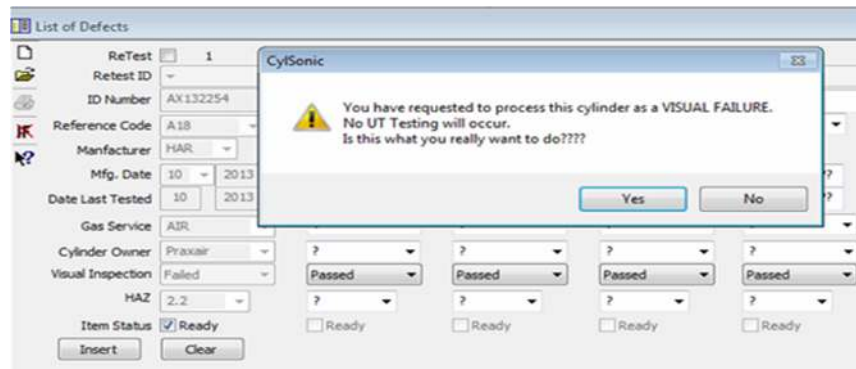 List of Defects
ReTest 1
Retest ID
ID Number AX132254
Reference Code A18
Manfacturer HAR
Mfg. Date 10 2013
Date Last Tested 10 2013
Gas Service AIR
Cylinder Owner Praxair ? ? ? ?
Visual Inspection Failed Passed Passed Passed Passed
HAZ 2.2 ? ? ? ?
Item Status Ready Ready Ready Ready Ready
Insert Clear
CylSonic
You have requested to process this cylinder as a VISUAL FAILURE.
No UT Testing will occur.
Is this what you really want to do????
Yes No